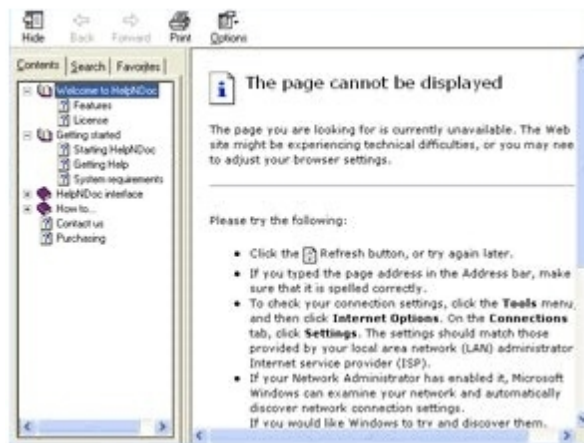 Hide Back Forward Print Options
Contents Search Favorites
Welcome to HelpNDoc
Features
License
Getting started
Starting HelpNDoc
Getting Help
System requirements
HelpNDoc interface
How to...
Contact us
Purchasing
The page cannot be displayed
The page you are looking for is currently unavailable. The Web
site might be experiencing technical difficulties, or you may nee
to adjust your browser settings.
Please try the following:
Click the Refresh button, or try again later.
If you typed the page address in the Address bar, make
sure that it is spelled correctly.
To check your connection settings, click the Tools menu,
and then click Internet Options. On the Connections
tab, click Settings. The settings should match those
provided by your local area network (LAN) administrator
Internet service provider (ISP).
If your Network Administrator has enabled it, Microsoft
Windows can examine your network and automatically
discover network connection settings.
If you would like Windows to try and discover them,